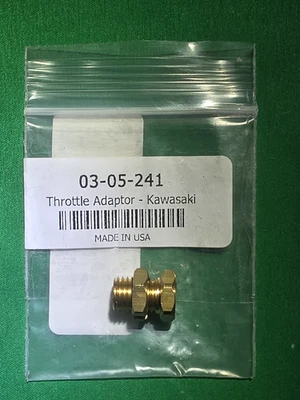 03-05-241
Throttle Adaptor - Kawasaki
MADE IN USA